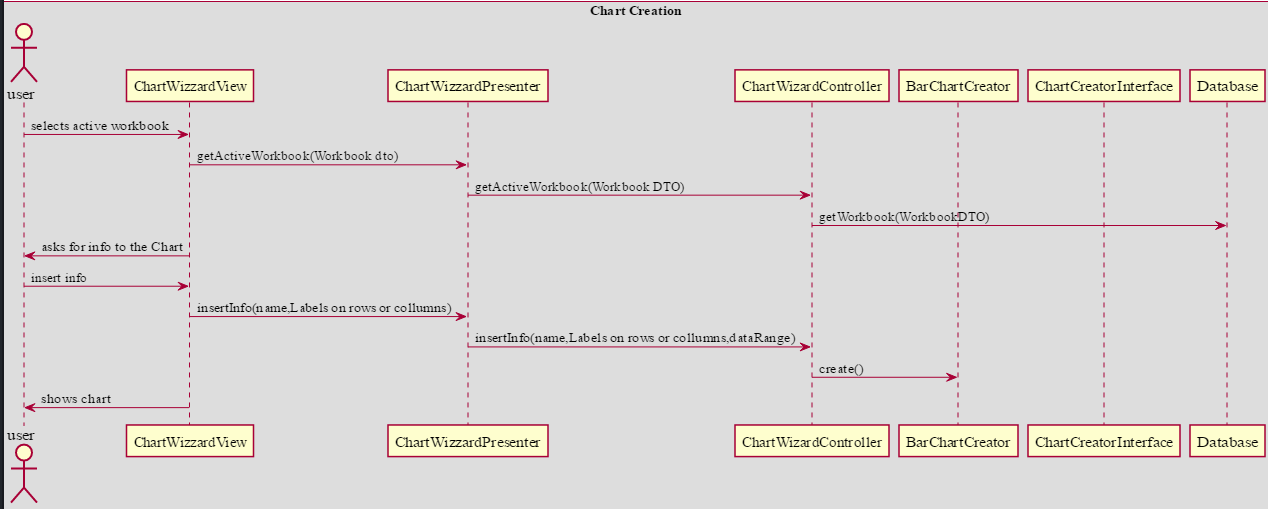 Chart Creation
user
ChartWizzardView
ChartWizzardPresenter
ChartWizardController
BarChartCreator
ChartCreatorInterface
Database
selects active workbook
getActiveWorkbook(Workbook dto)
getActiveWorkbook(Workbook DTO)
getWorkbook(WorkbookDTO)
asks for info to the Chart
insert info
insertInfo(name,Labels on rows or collumns)
insertInfo(name,Labels on rows or collumns,dataRange)
create()
shows chart
user
ChartWizzardView
ChartWizzardPresenter
ChartWizardController
BarChartCreator
ChartCreatorInterface
Database